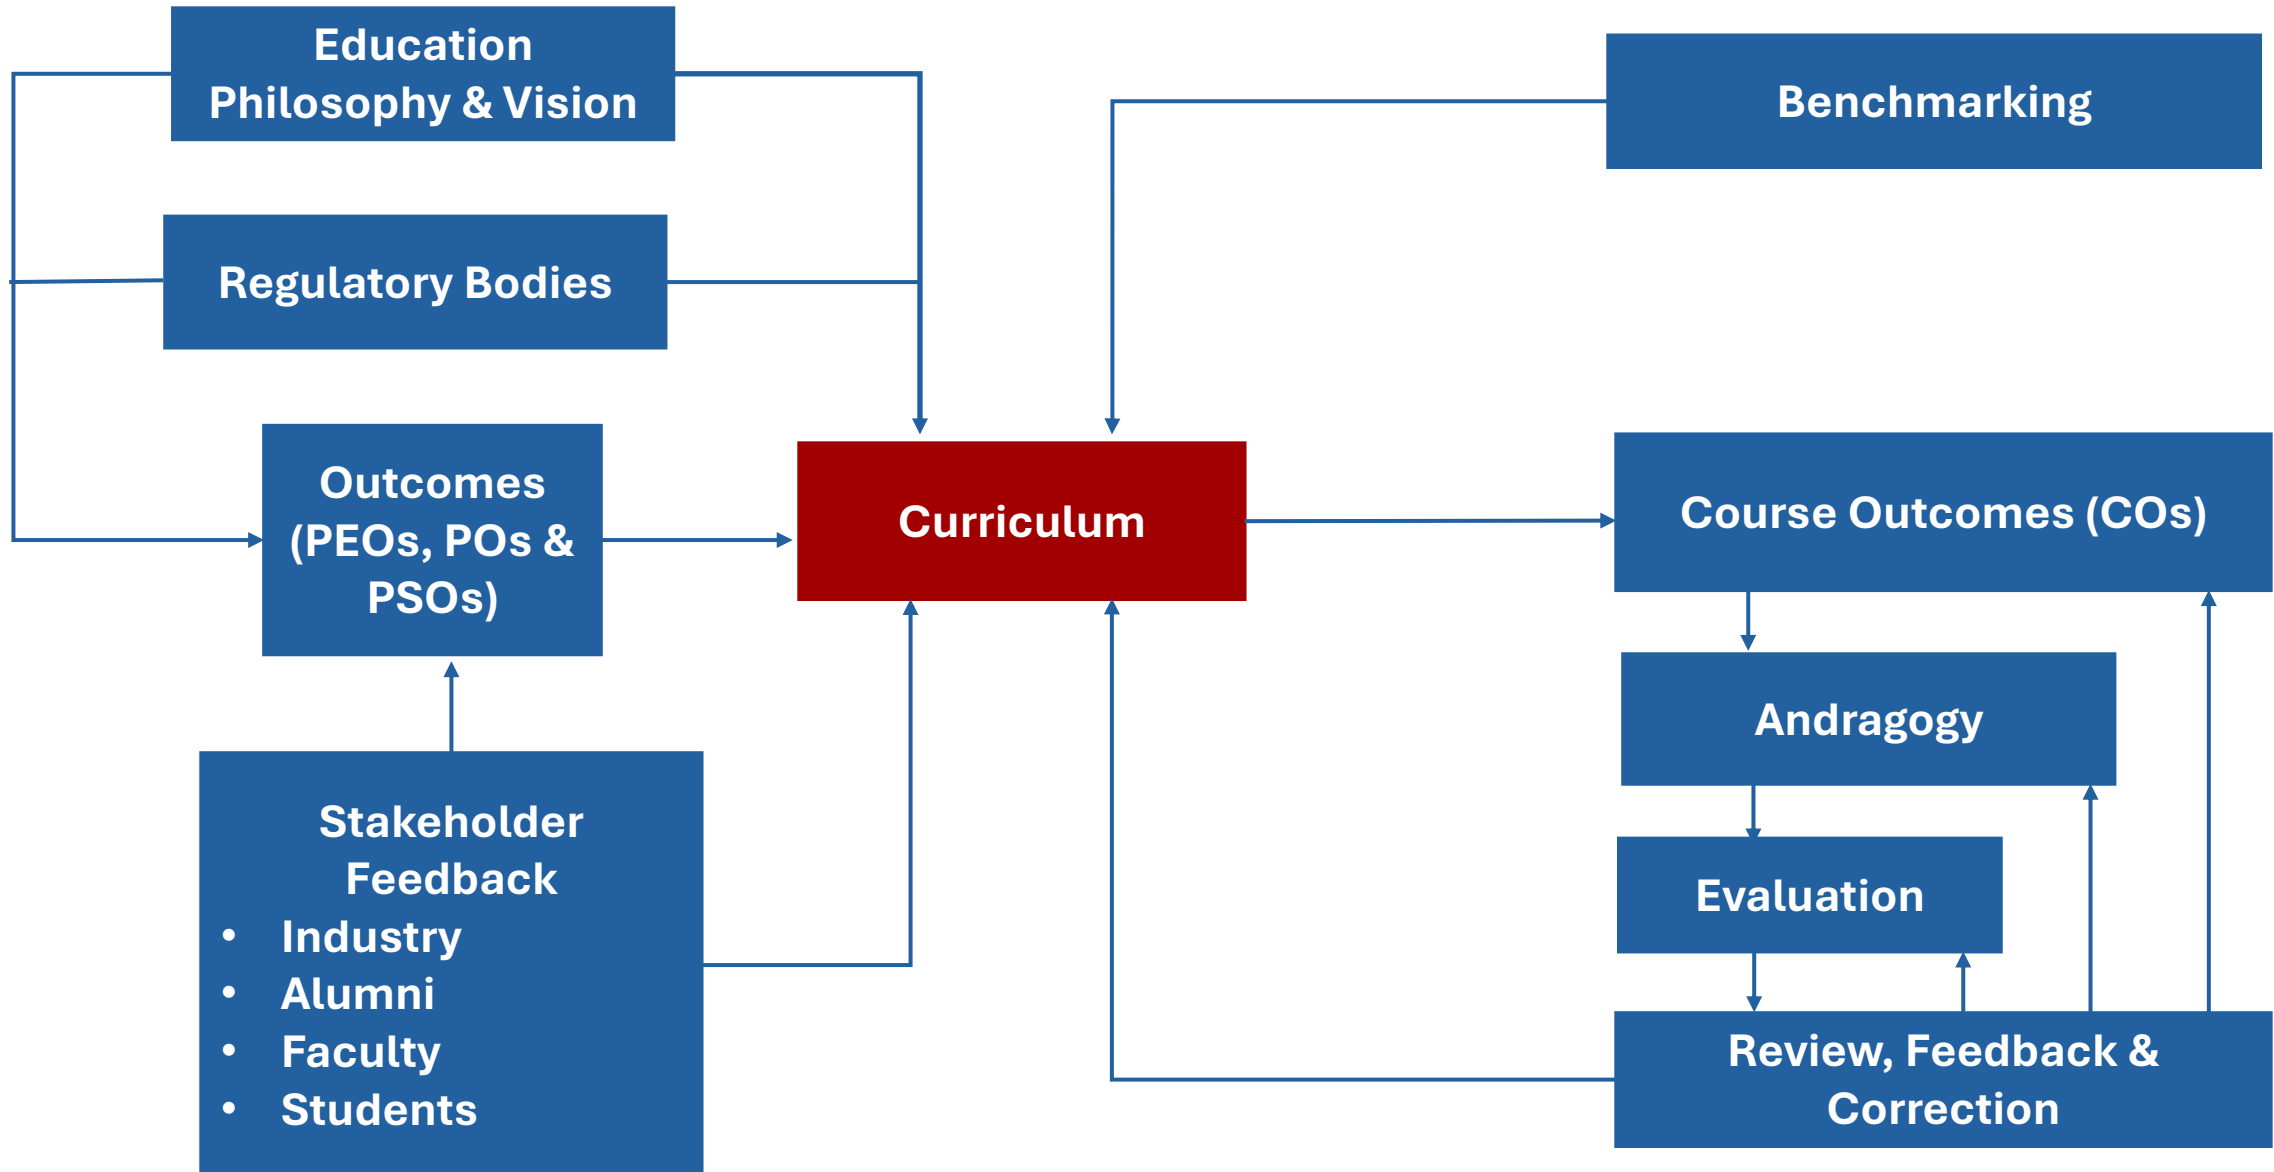 Education
Philosophy & Vision
Benchmarking
Regulatory Bodies
Outcomes
(PEOs, POs &
PSOs)
Curriculum
Course Outcomes (COs)
Andragogy
Stakeholder
Feedback
• Industry
• Alumni
• Faculty
• Students
Evaluation
Review, Feedback &
Correction